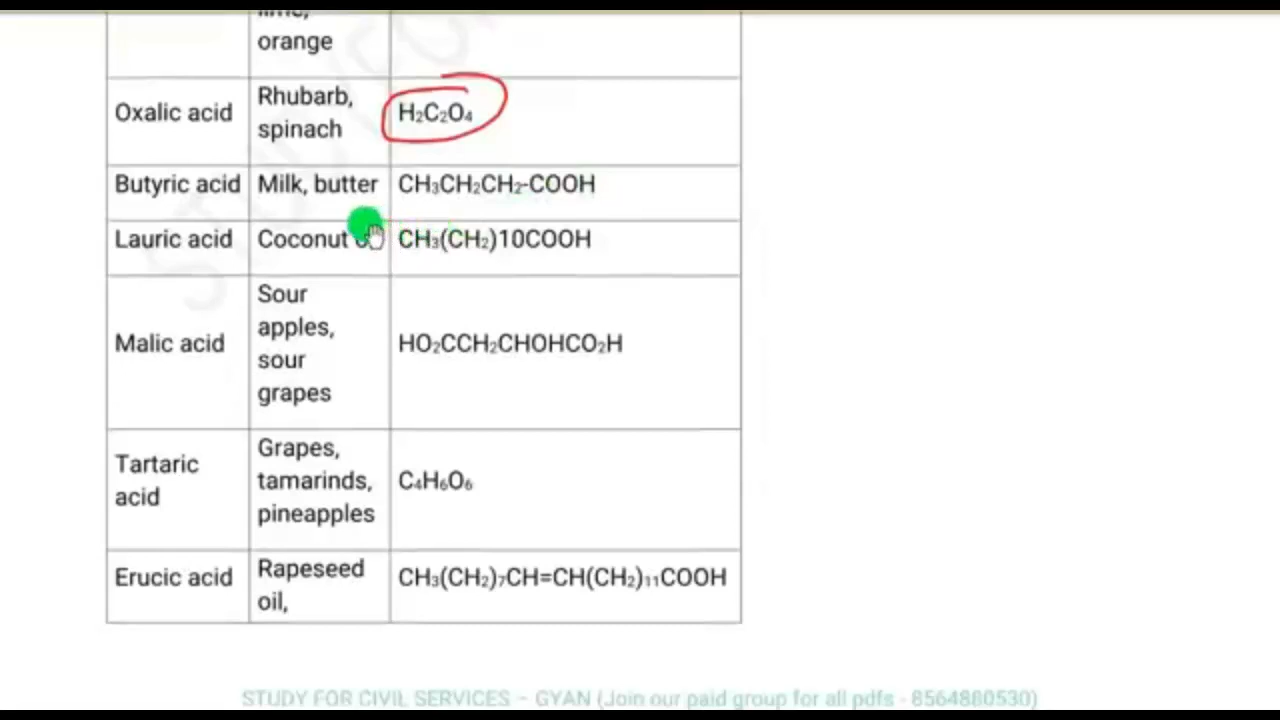 lime,
orange
Oxalic acid
Rhubarb,
spinach
H₂C₂O₄
Butyric acid
Milk, butter
CH₃CH₂CH₂-COOH
Lauric acid
Coconut
CH₃(CH₂)10COOH
Malic acid
Sour
apples,
sour
grapes
HO₂CCH₂CHOHCO₂H
Tartaric
acid
Grapes,
tamarinds,
pineapples
C₄H₆O₆
Erucic acid
Rapeseed
oil,
CH₃(CH₂)₇CH=CH(CH₂)₁₁COOH
STUDY FOR CIVIL SERVICES - GYAN (Join our paid group for all pdfs - 8564880530)